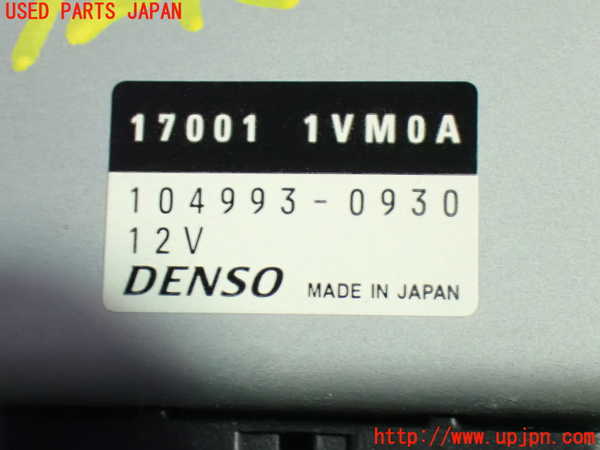 USED PARTS JAPAN
17001 1VM0A
104993-0930
12V
DENSO MADE IN JAPAN
http://www.upjpn.com/